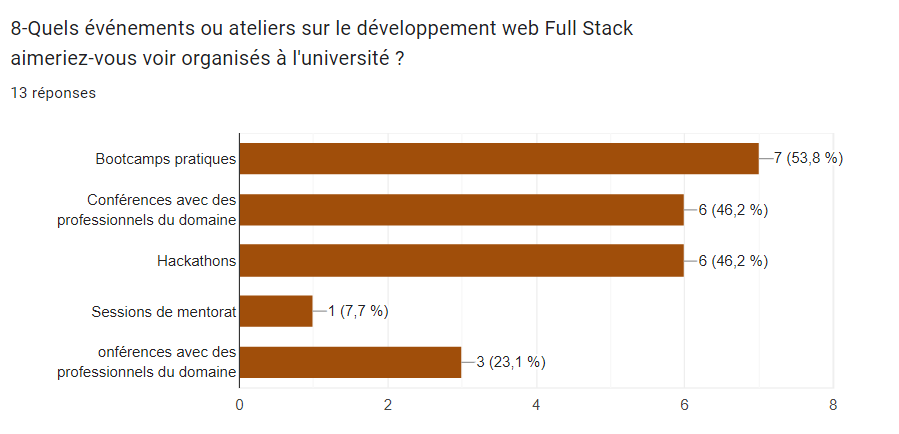 8-Quels événements ou ateliers sur le développement web Full Stack
aimeriez-vous voir organisés à l'université ?
13 réponses
Bootcamps pratiques
7 (53,8 %)
Conférences avec des
professionnels du domaine
6 (46,2 %)
Hackathons
6 (46,2 %)
Sessions de mentorat
1 (7,7 %)
onférences avec des
professionnels du domaine
3 (23,1 %)
0 2 4 6 8